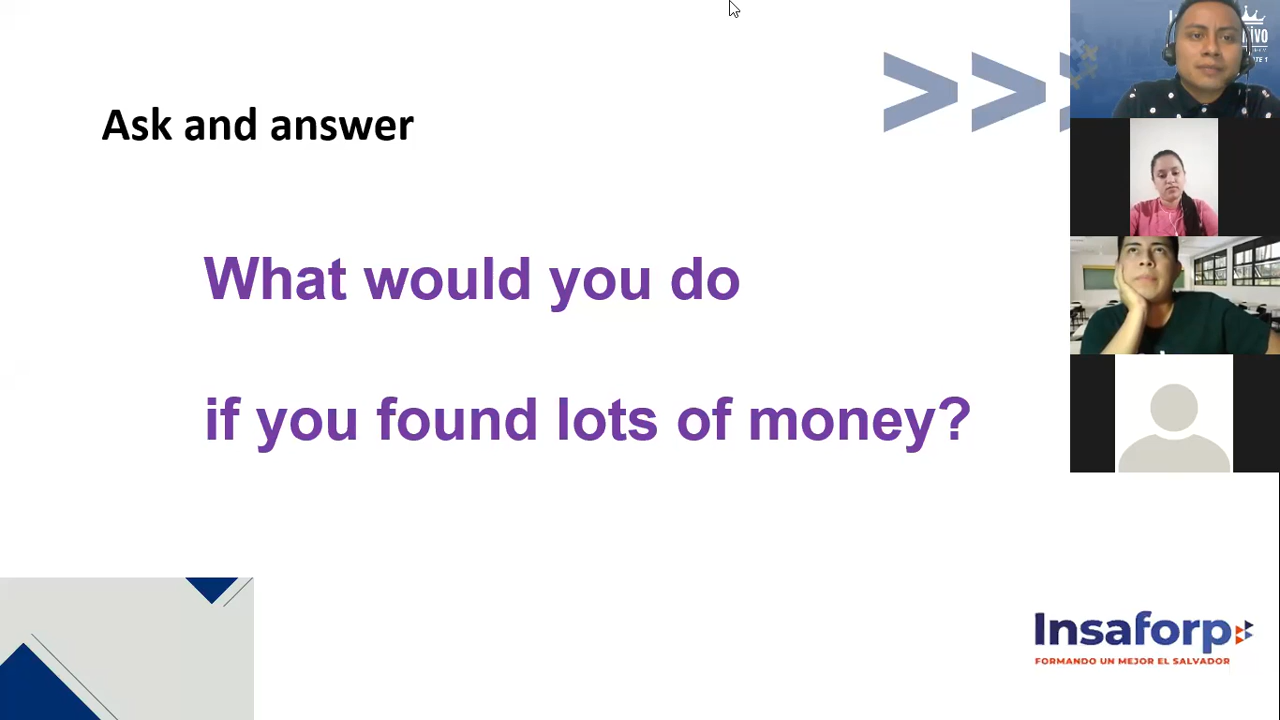 Ask and answer
What would you do
if you found lots of money?
Insaforp
FORMANDO UN MEJOR EL SALVADOR